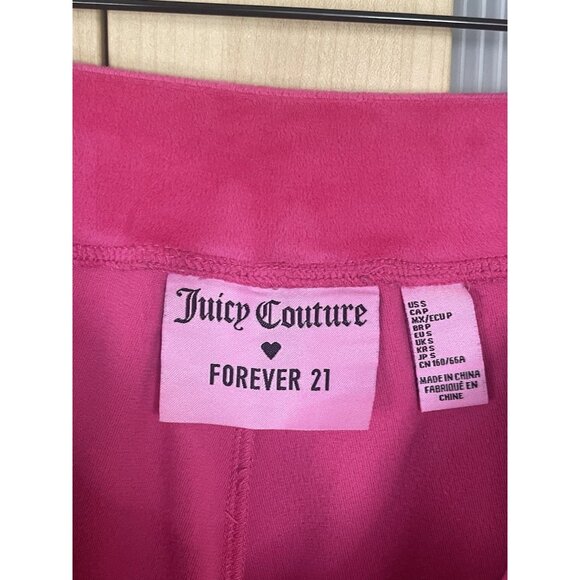 Juicy Couture
♥
FOREVER 21
US S
CA P
MX/ECU P
BR P
EU S
UK S
KR S
JP S
CN 160/66A
MADE IN CHINA
FABRIQUÉ EN
CHINE